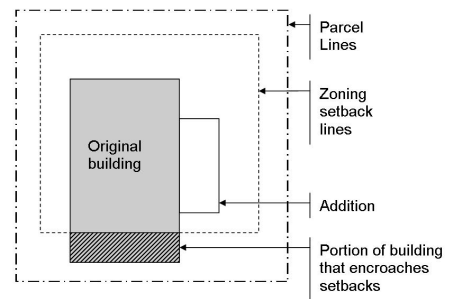 Parcel
Lines
Zoning
setback
lines
Original
building
Addition
Portion of building
that encroaches
setbacks